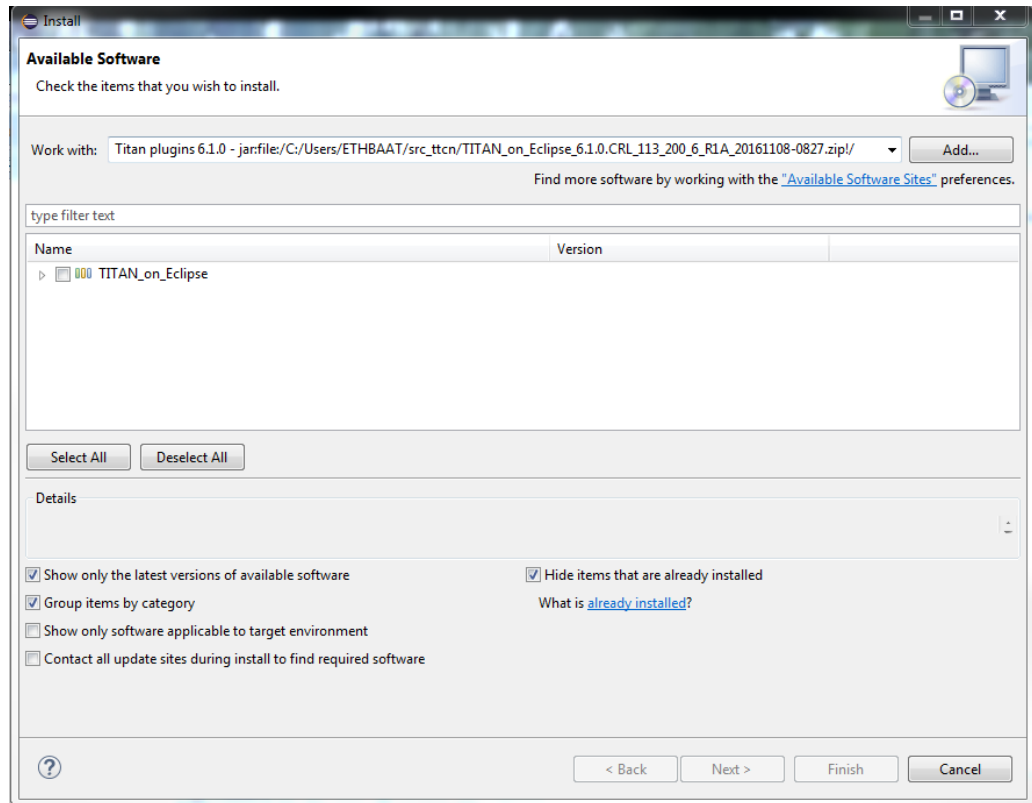 Install
Available Software
Check the items that you wish to install.
Work with: Titan plugins 6.1.0 - jar:file:/C:/Users/ETHBAAT/src_ttcn/TITAN_on_Eclipse_6.1.0.CRL_113_200_6_R1A_20161108-0827.zip!/ Add...
Find more software by working with the "Available Software Sites" preferences.
type filter text
Name Version
TITAN_on_Eclipse
Select All Deselect All
Details
Show only the latest versions of available software Hide items that are already installed
Group items by category What is already installed?
Show only software applicable to target environment
Contact all update sites during install to find required software
? < Back Next > Finish Cancel